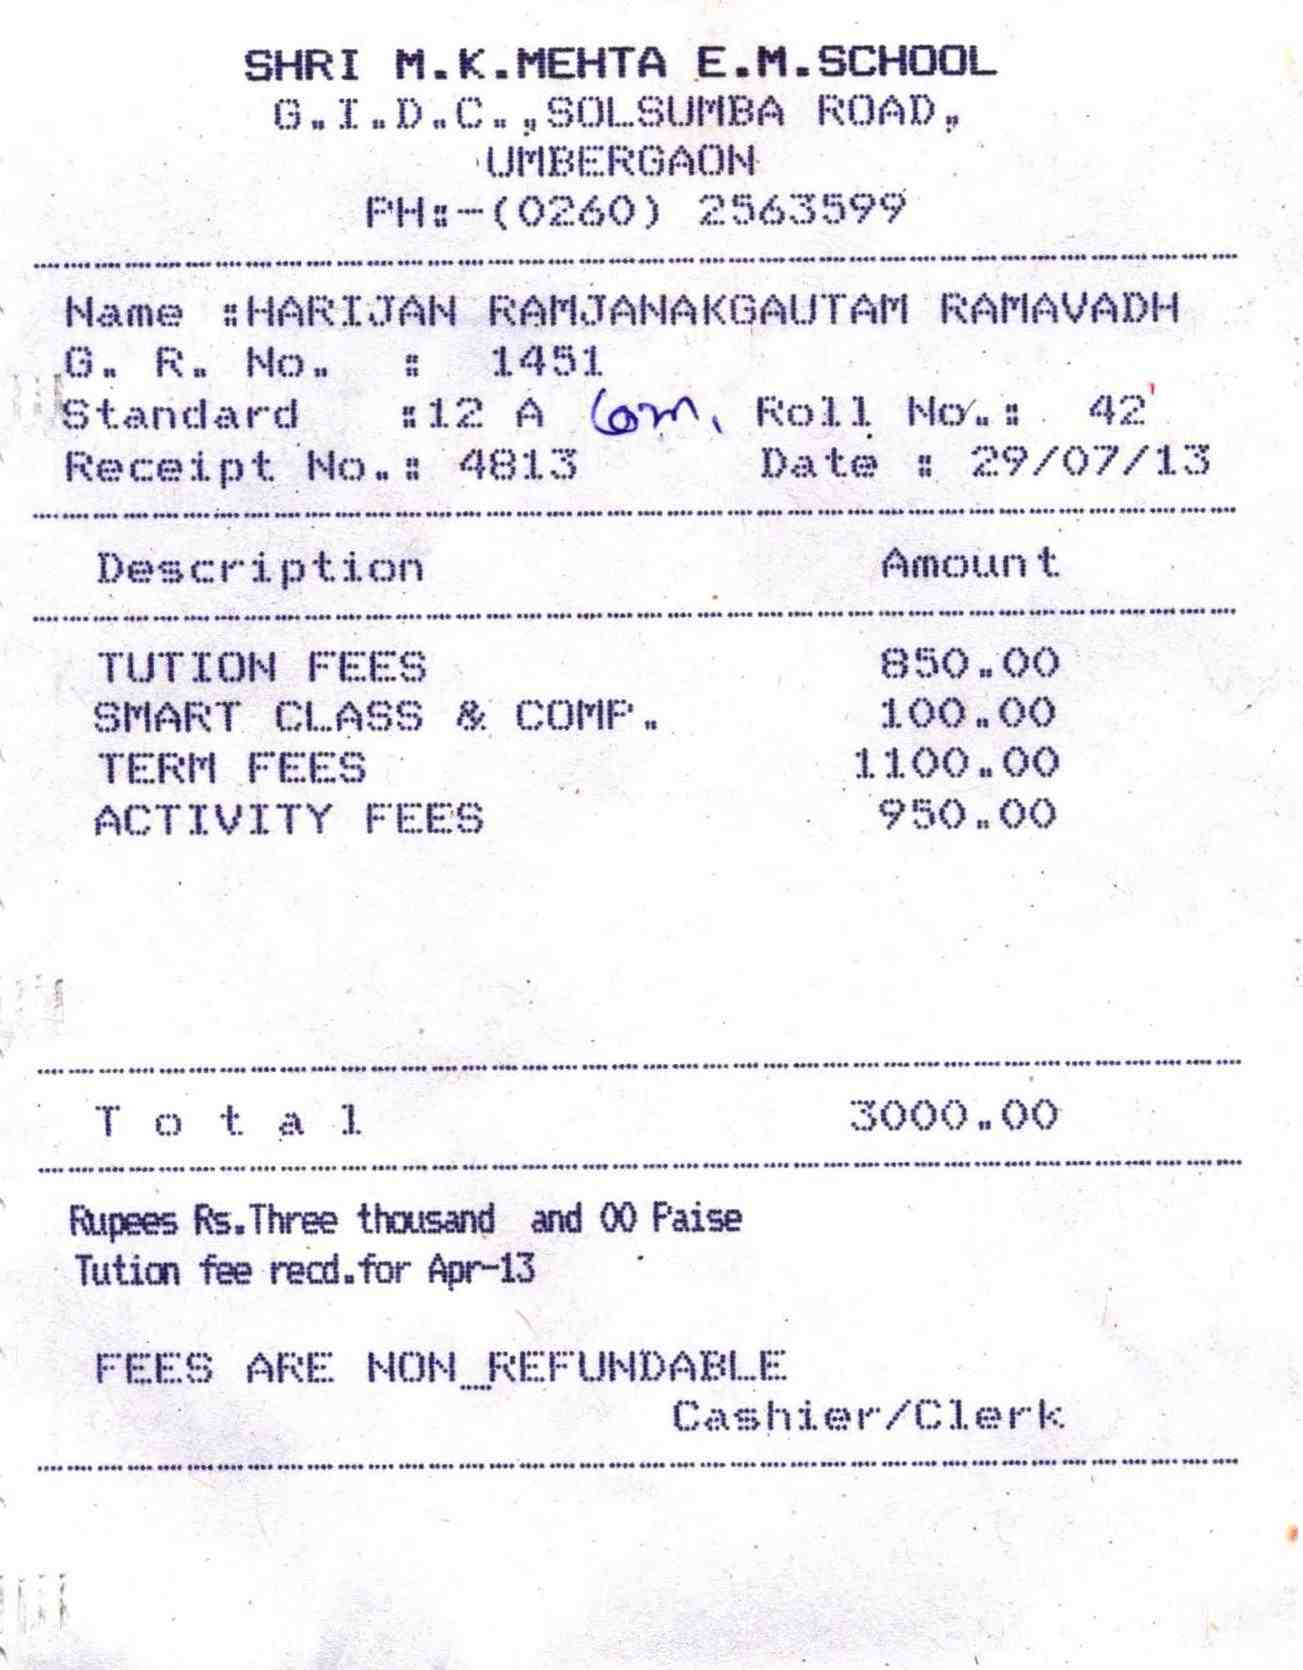 SHRI M.K.MEHTA E.M.SCHOOL
G.I.D.C.,SOLSUMBA ROAD,
UMBERGAON
PH:-(0260) 2563599
Name :HARIJAN RAMJANAKGAUTAM RAMAVADH
G. R. No. : 1451
Standard :12 A Com. Roll No.: 42
Receipt No.: 4813 Date : 29/07/13
Description Amount
TUTION FEES 850.00
SMART CLASS & COMP. 100.00
TERM FEES 1100.00
ACTIVITY FEES 950.00
T o t a l 3000.00
Rupees Rs.Three thousand and 00 Paise
Tution fee recd.for Apr-13
FEES ARE NON_REFUNDABLE
Cashier/Clerk